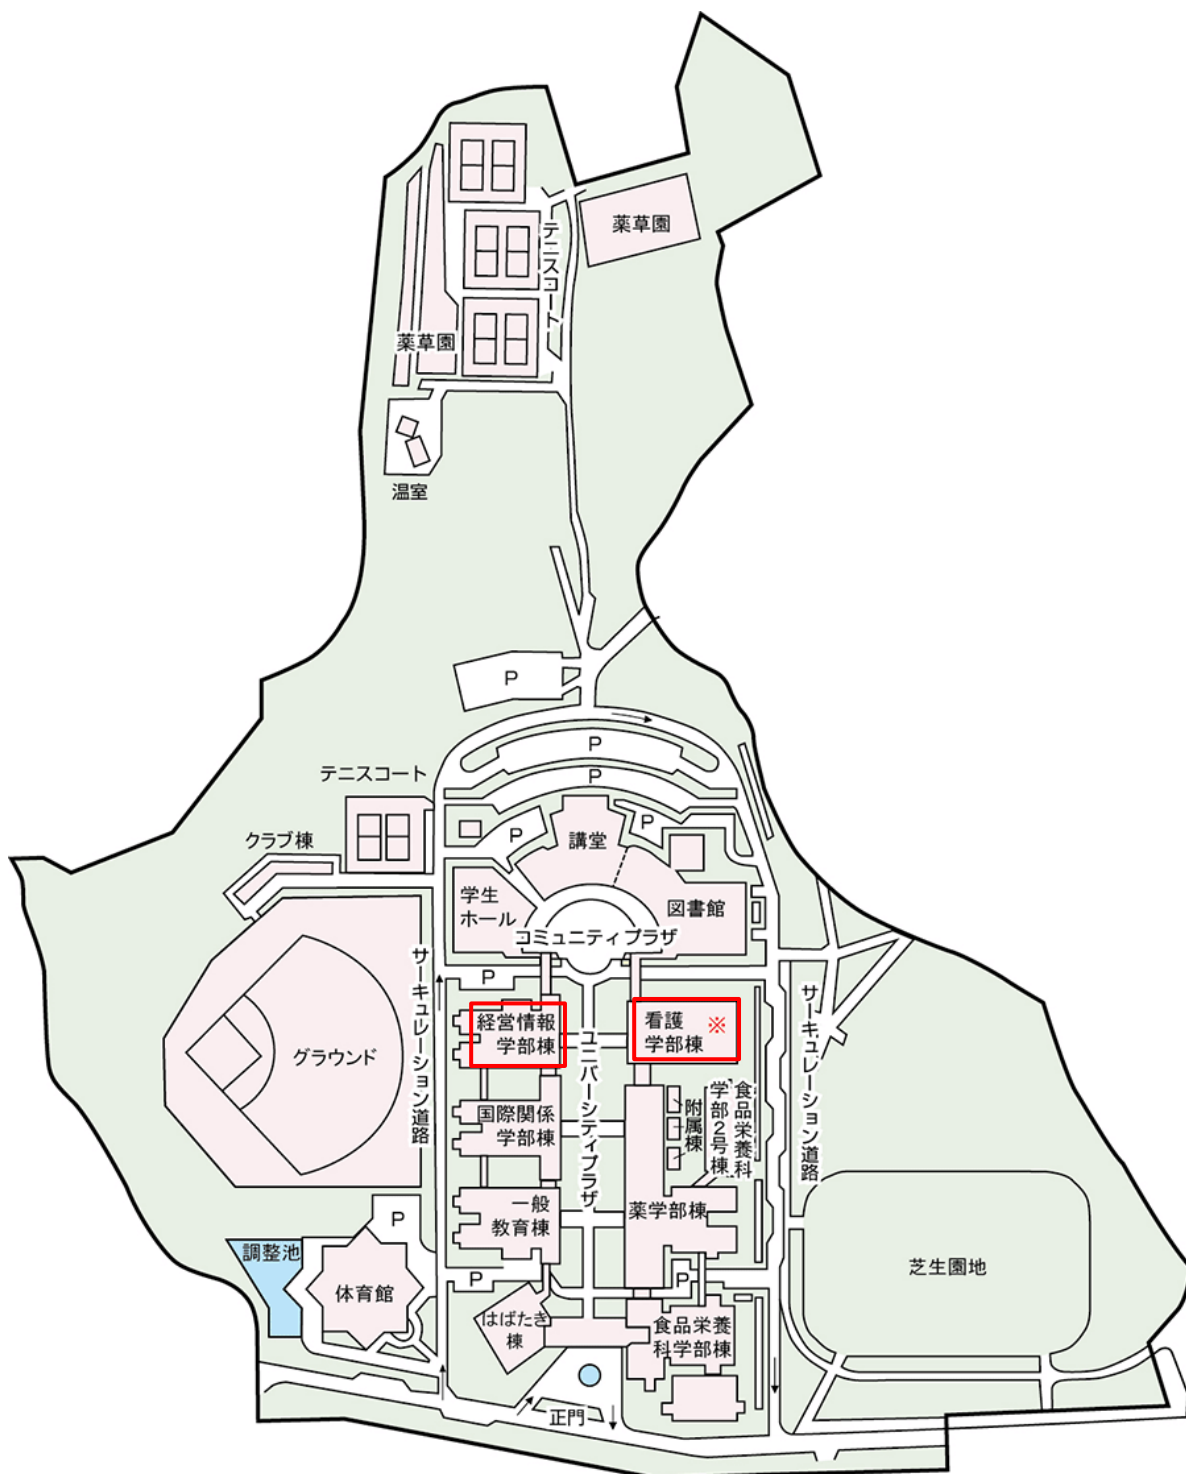 薬草園
テニスコート
薬草園
温室
P
P
P
テニスコート
P
P
講堂
クラブ棟
学生
ホール
図書館
コミュニティプラザ
サーキュレーション道路
P
サーキュレーション道路
経営情報
学部棟
看護 ※
学部棟
ユニバーシティプラザ
グラウンド
国際関係
学部棟
附属棟
食品栄養科
学部2号棟
一般
教育棟
薬学部棟
P
調整池
体育館
P
P
芝生園地
はばたき
棟
食品栄養
科学部棟
正門